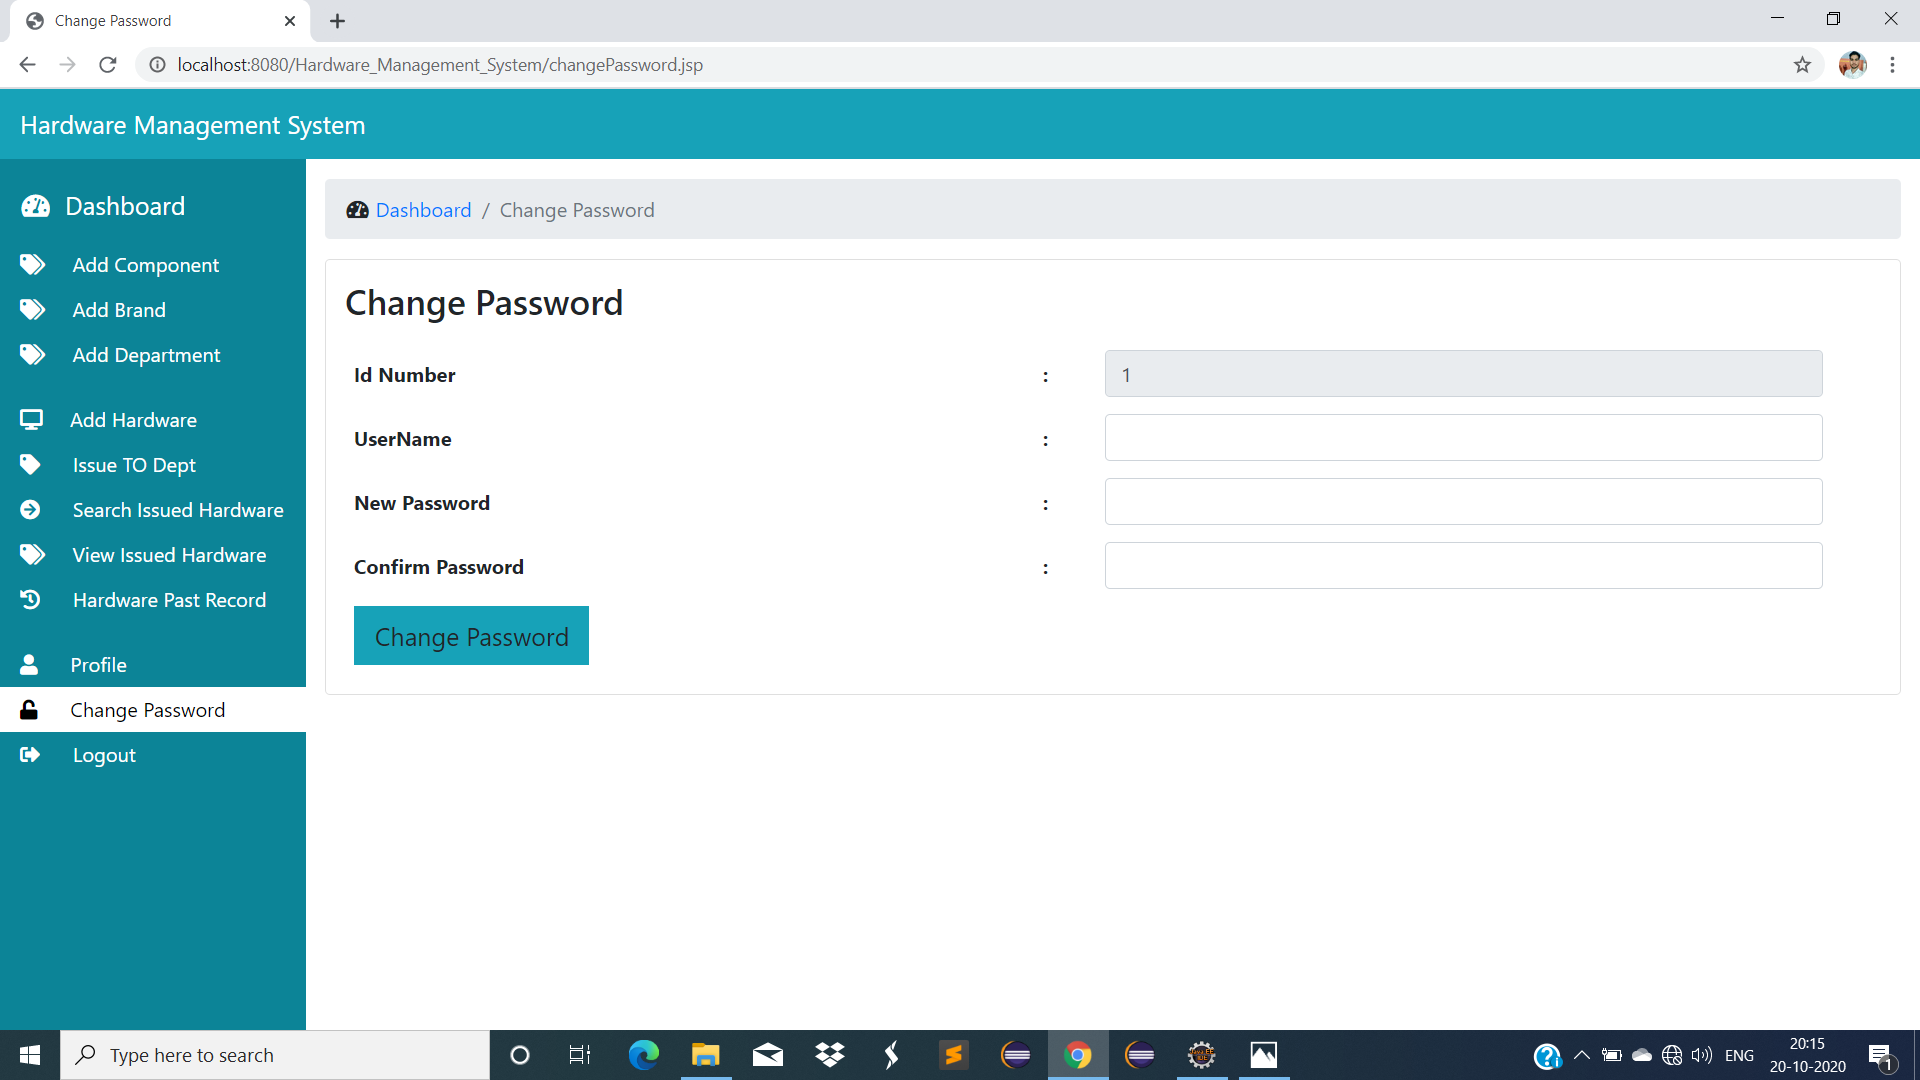 Change Password
localhost:8080/Hardware_Management_System/changePassword.jsp
Hardware Management System
Dashboard
Add Component
Add Brand
Add Department
Add Hardware
Issue TO Dept
Search Issued Hardware
View Issued Hardware
Hardware Past Record
Profile
Change Password
Logout
Dashboard / Change Password
Change Password
Id Number : 1
UserName :
New Password :
Confirm Password :
Change Password
Type here to search
ENG
20:15
20-10-2020
1